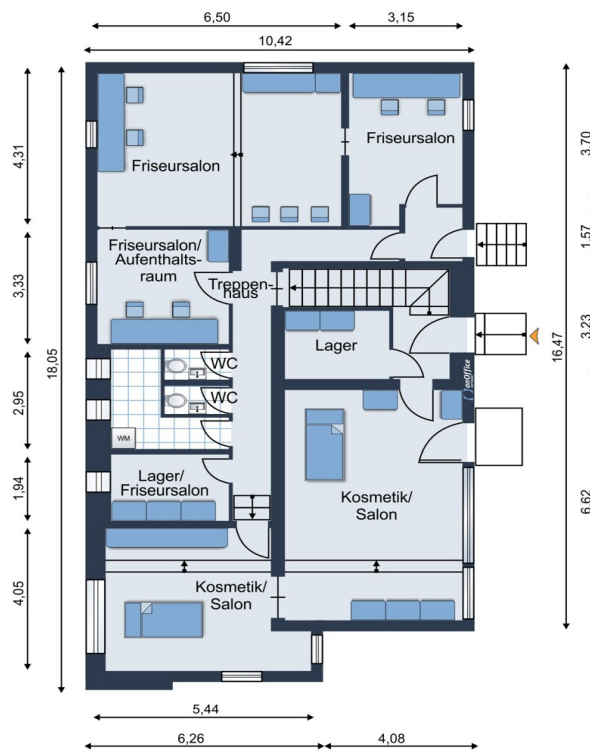 6,50
3,15
10,42
4,31
3,33
2,95
1,94
4,05
18,05
Friseursalon
Friseursalon
Friseursalon/
Aufenthalts-
raum
Treppen-
haus
WC
WC
Lager
WM
Lager/
Friseursalon
Kosmetik/
Salon
Kosmetik/
Salon
onOffice
3,70
1,57
3,23
16,47
6,62
5,44
6,26
4,08